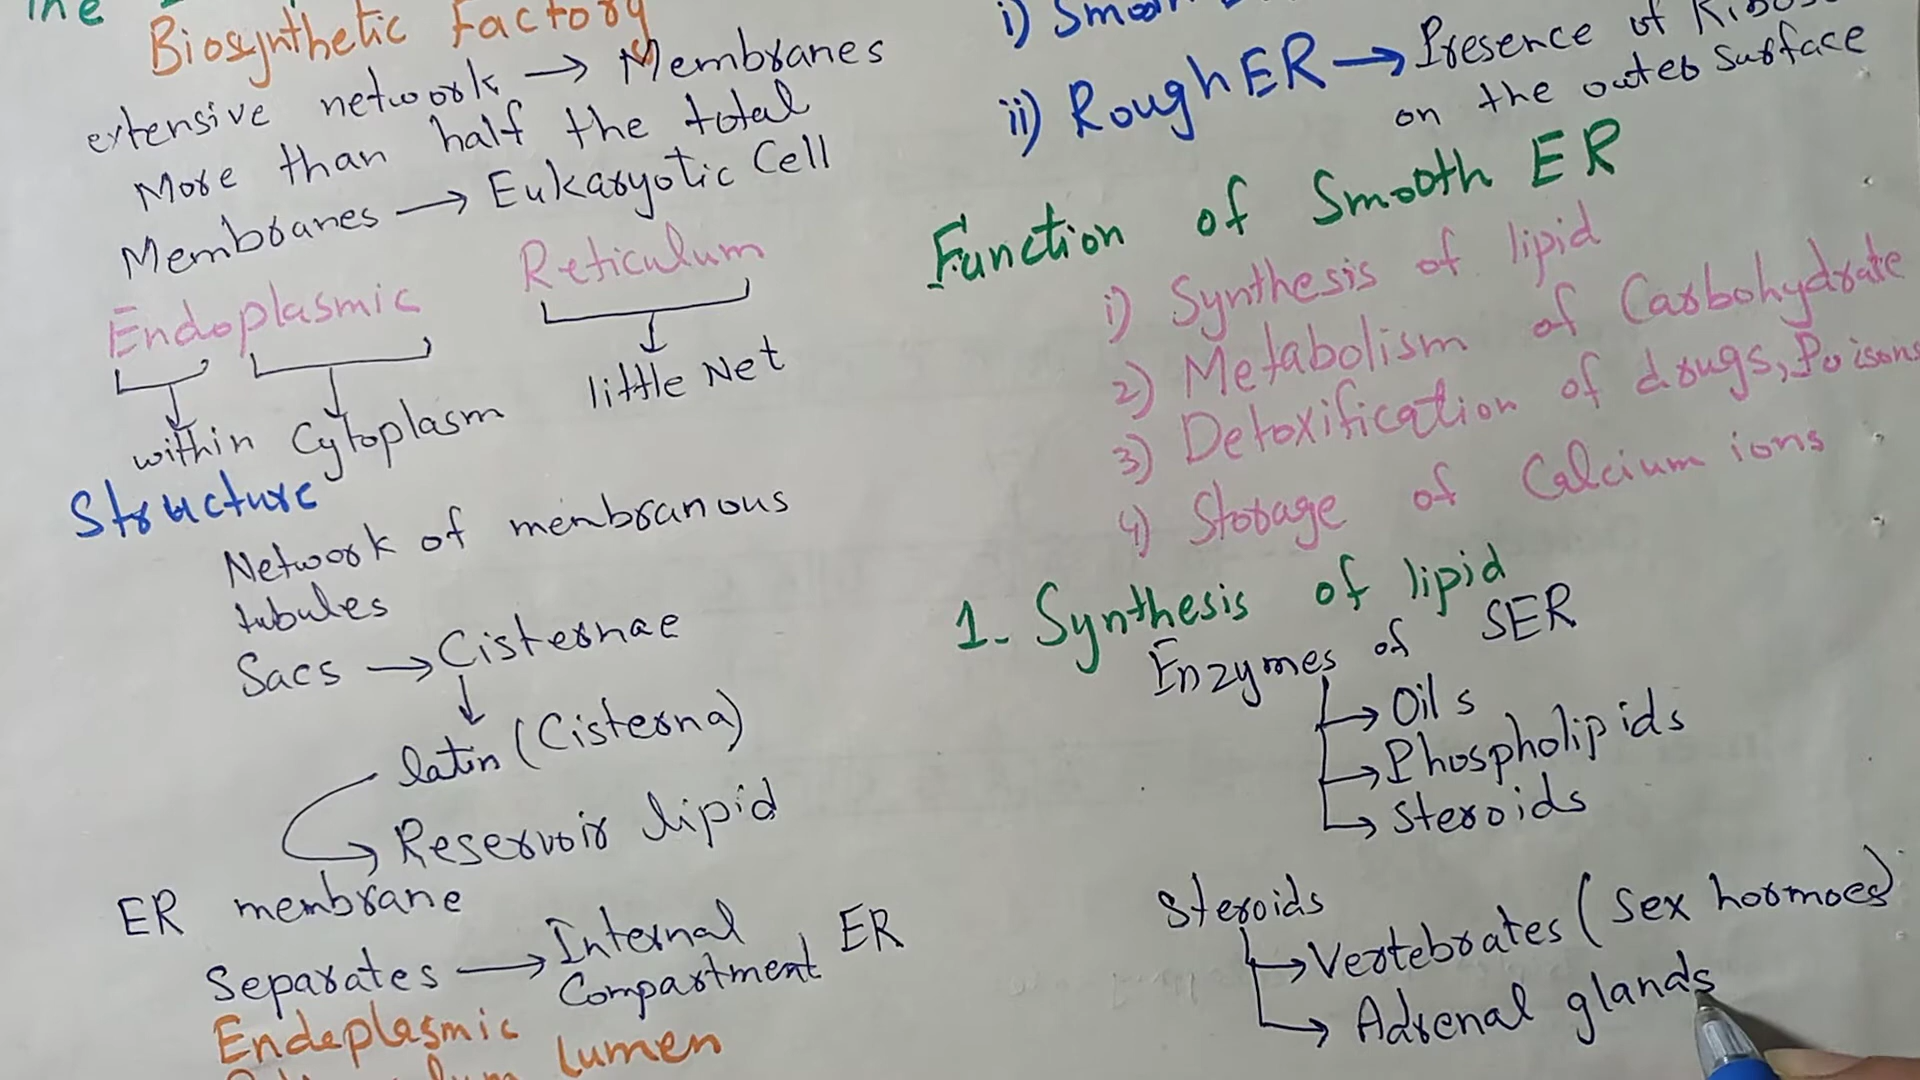 The
Biosynthetic Factory
extensive network → Membranes
More than half the total
Membranes → Eukaryotic Cell
Endoplasmic Reticulum
within Cytoplasm little Net
Structure
Network of membranous
tubules
Sacs → Cisternae
latin (Cisterna)
Reservoir lipid
ER membrane
Separates → Internal Compartment ER
Endoplasmic
lumen
i) Smooth
ii) Rough ER → Presence of
on the outer surface
Function of Smooth ER
1) Synthesis of lipid
2) Metabolism of Carbohydrate
3) Detoxification of drugs, Poisons
4) Storage of Calcium ions
1- Synthesis of lipid
Enzymes of SER
→ Oils
→ Phospholipids
→ Steroids
Steroids
→ Vertebrates (Sex hormoes)
→ Adrenal glands